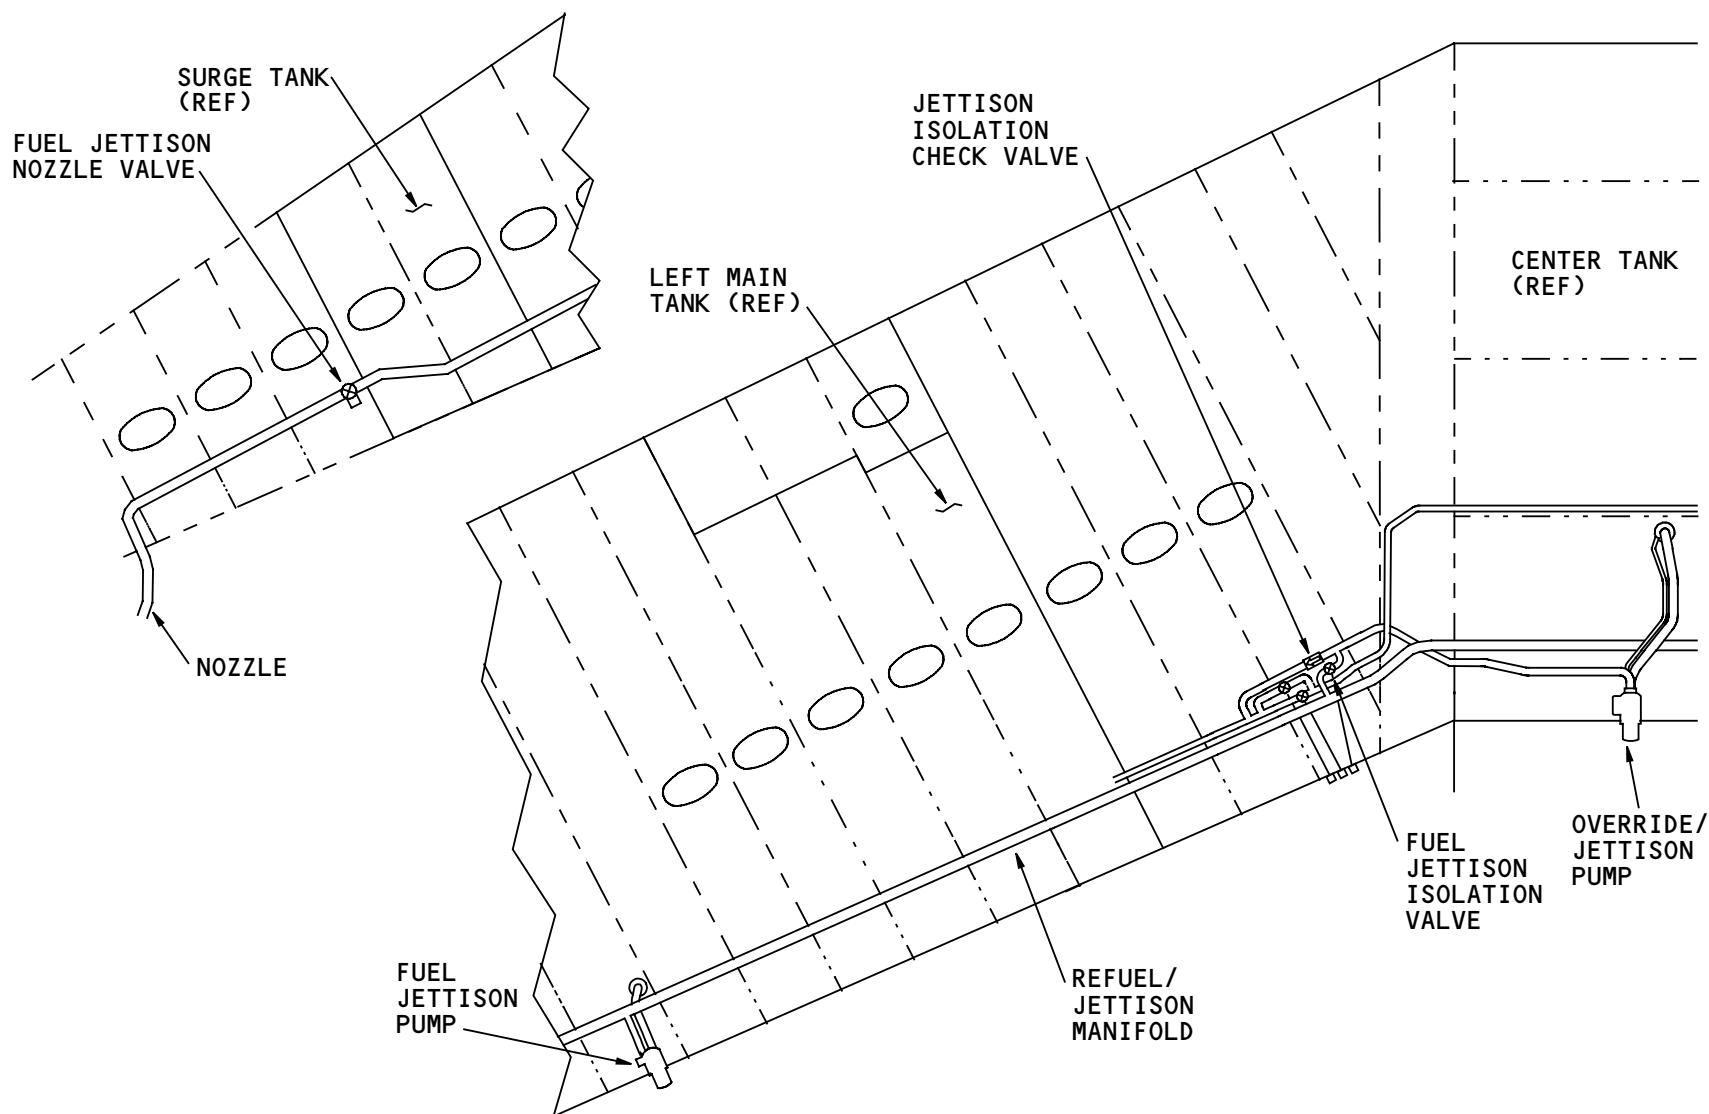 SURGE TANK
(REF)
FUEL JETTISON
NOZZLE VALVE
JETTISON
ISOLATION
CHECK VALVE
CENTER TANK
(REF)
LEFT MAIN
TANK (REF)
NOZZLE
OVERRIDE/
JETTISON
PUMP
FUEL
JETTISON
ISOLATION
VALVE
FUEL
JETTISON
PUMP
REFUEL/
JETTISON
MANIFOLD